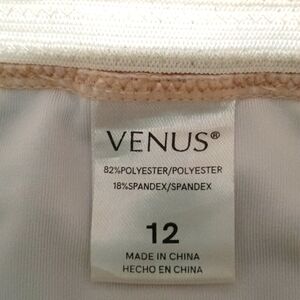 VENUS®
82%POLYESTER/POLYESTER
18%SPANDEX/SPANDEX
12
MADE IN CHINA
HECHO EN CHINA